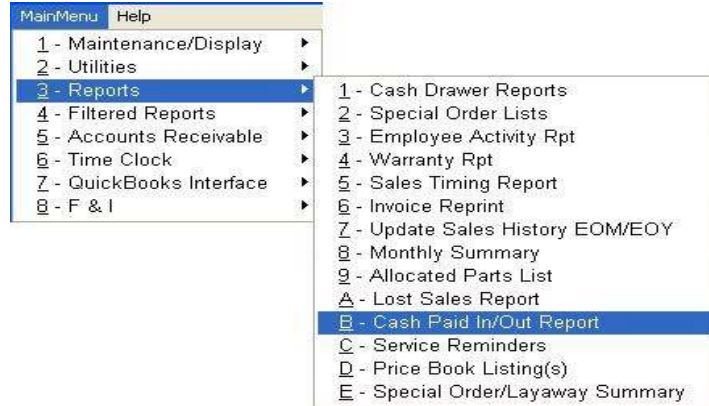 MainMenu Help
1 - Maintenance/Display
2 - Utilities
3 - Reports
4 - Filtered Reports
5 - Accounts Receivable
6 - Time Clock
7 - QuickBooks Interface
8 - F & I
1 - Cash Drawer Reports
2 - Special Order Lists
3 - Employee Activity Rpt
4 - Warranty Rpt
5 - Sales Timing Report
6 - Invoice Reprint
7 - Update Sales History EOM/EOY
8 - Monthly Summary
9 - Allocated Parts List
A - Lost Sales Report
B - Cash Paid In/Out Report
C - Service Reminders
D - Price Book Listing(s)
E - Special Order/Layaway Summary